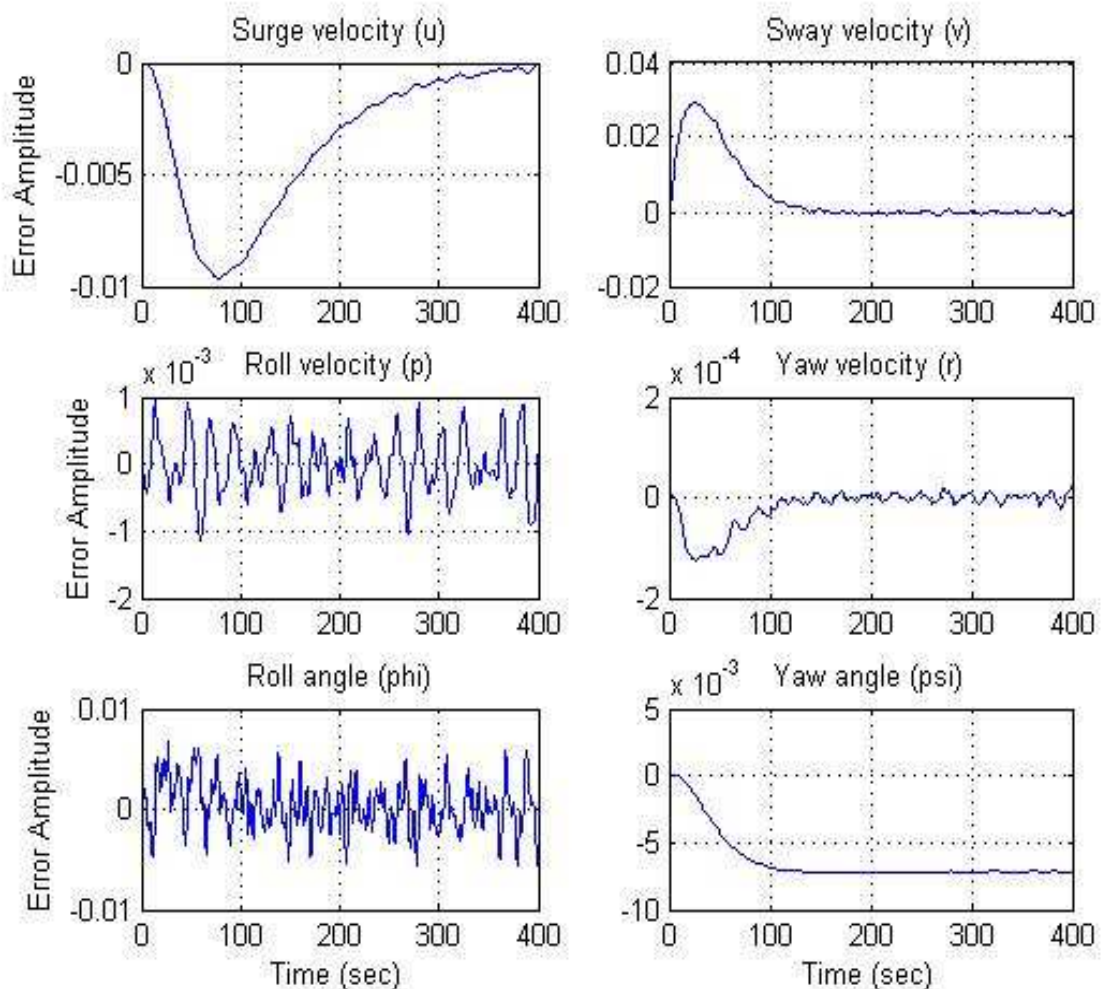 Surge velocity (u)
Error Amplitude
0
-0.005
-0.01
0 100 200 300 400
Sway velocity (v)
0.04
0.02
0
-0.02
0 100 200 300 400
Roll velocity (p)
x 10^-3
Error Amplitude
1
0
-1
-2
0 100 200 300 400
Yaw velocity (r)
x 10^-4
2
0
-2
0 100 200 300 400
Roll angle (phi)
Error Amplitude
0.01
0
-0.01
0 100 200 300 400
Time (sec)
Yaw angle (psi)
x 10^-3
5
0
-5
-10
0 100 200 300 400
Time (sec)